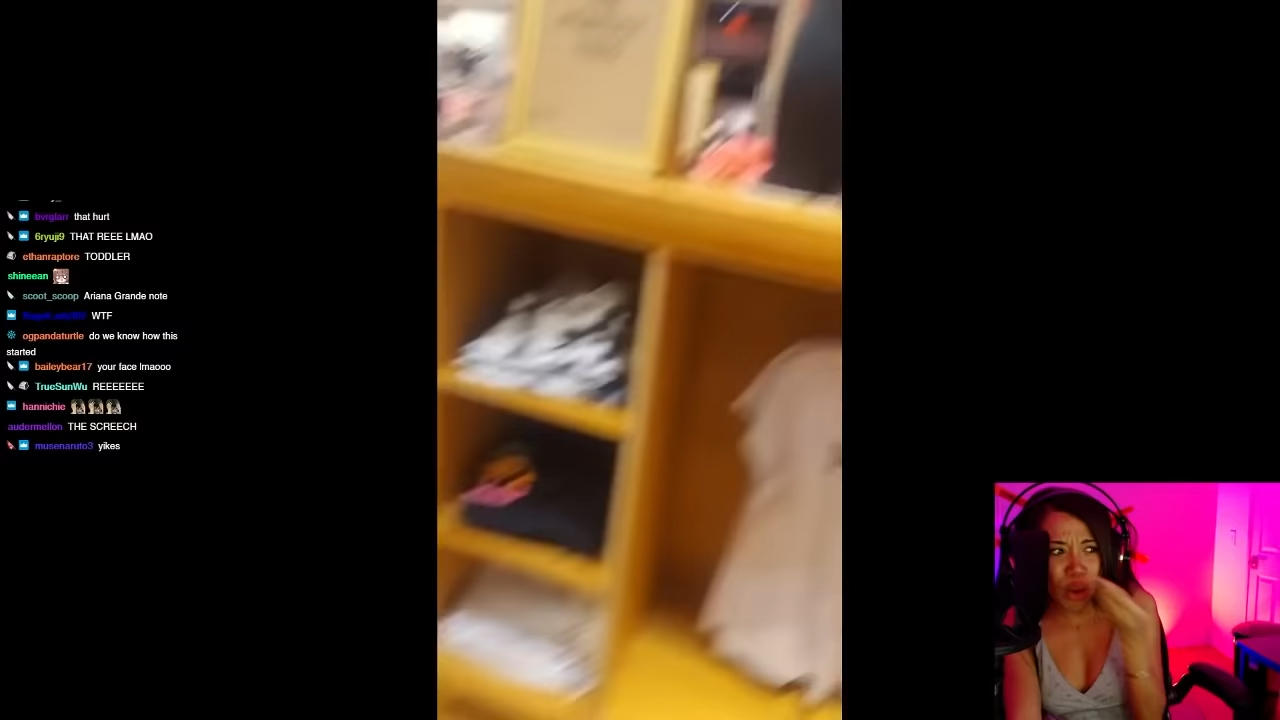 bvrglarr that hurt
6ryuji9 THAT REEE LMAO
ethanraptore TODDLER
shineean
scoot_scoop Ariana Grande note
WTF
ogpandaturtle do we know how this
started
baileybear17 your face lmaooo
TrueSunWu REEEEEEE
hannichie
audermellon THE SCREECH
musenaruto3 yikes